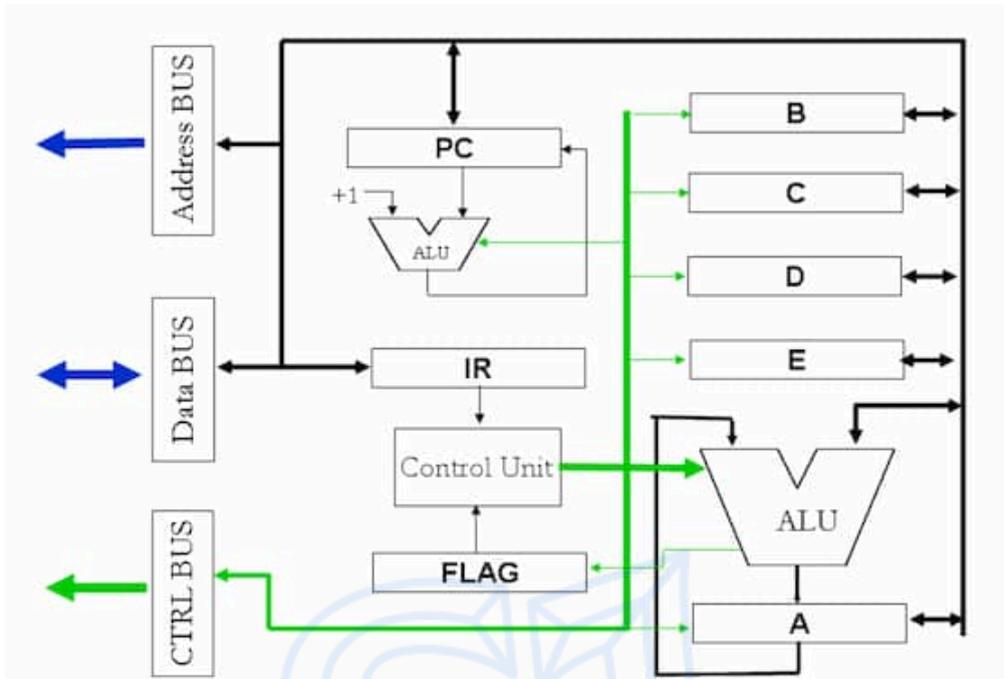 Address BUS
PC
+1
ALU
B
C
D
E
Data BUS
IR
Control Unit
FLAG
CTRL BUS
ALU
A